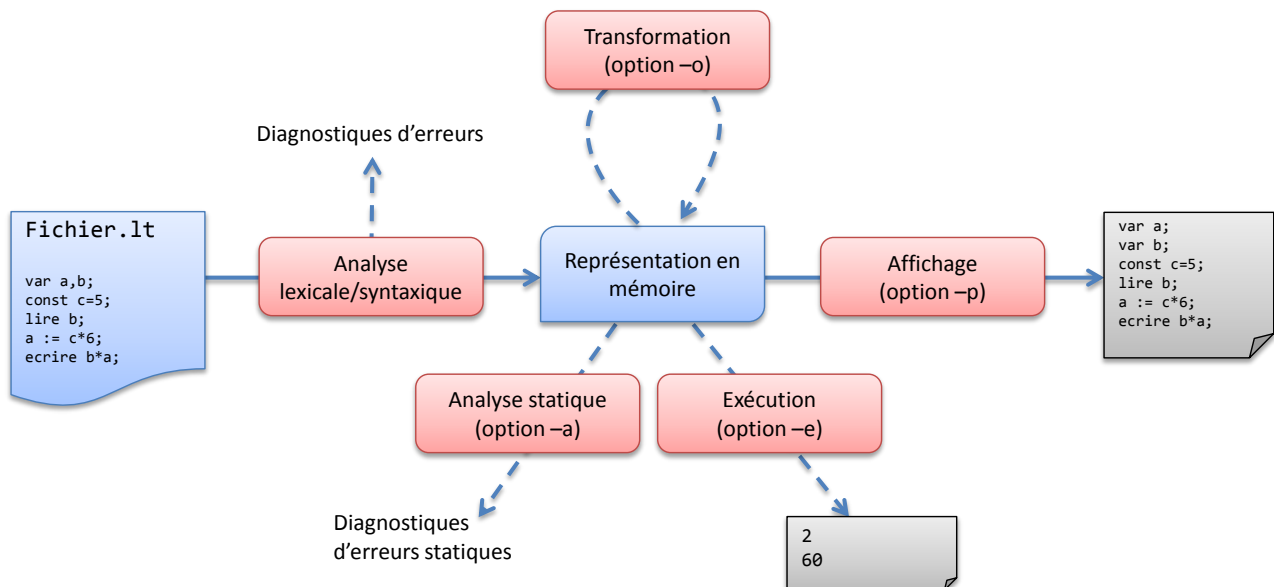 Transformation
(option –o)
Diagnostiques d’erreurs
Fichier.lt
var a,b;
const c=5;
lire b;
a := c*6;
ecrire b*a;
Analyse
lexicale/syntaxique
Représentation en
mémoire
Affichage
(option –p)
var a;
var b;
const c=5;
lire b;
a := c*6;
ecrire b*a;
Analyse statique
(option –a)
Exécution
(option –e)
Diagnostiques
d’erreurs statiques
2
60